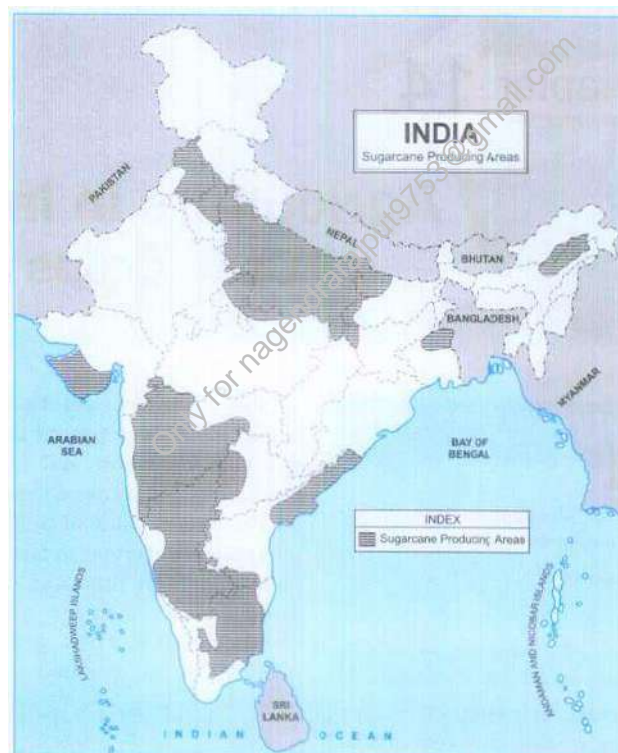 INDIA
Sugarcane Producing Areas
PAKISTAN
NEPAL
BHUTAN
BANGLADESH
MYANMAR
ARABIAN
SEA
BAY OF
BENGAL
INDEX
Sugarcane Producing Areas
LAKSHADWEEP ISLANDS
ANDAMAN AND NICOBAR ISLANDS
SRI
LANKA
INDIAN OCEAN